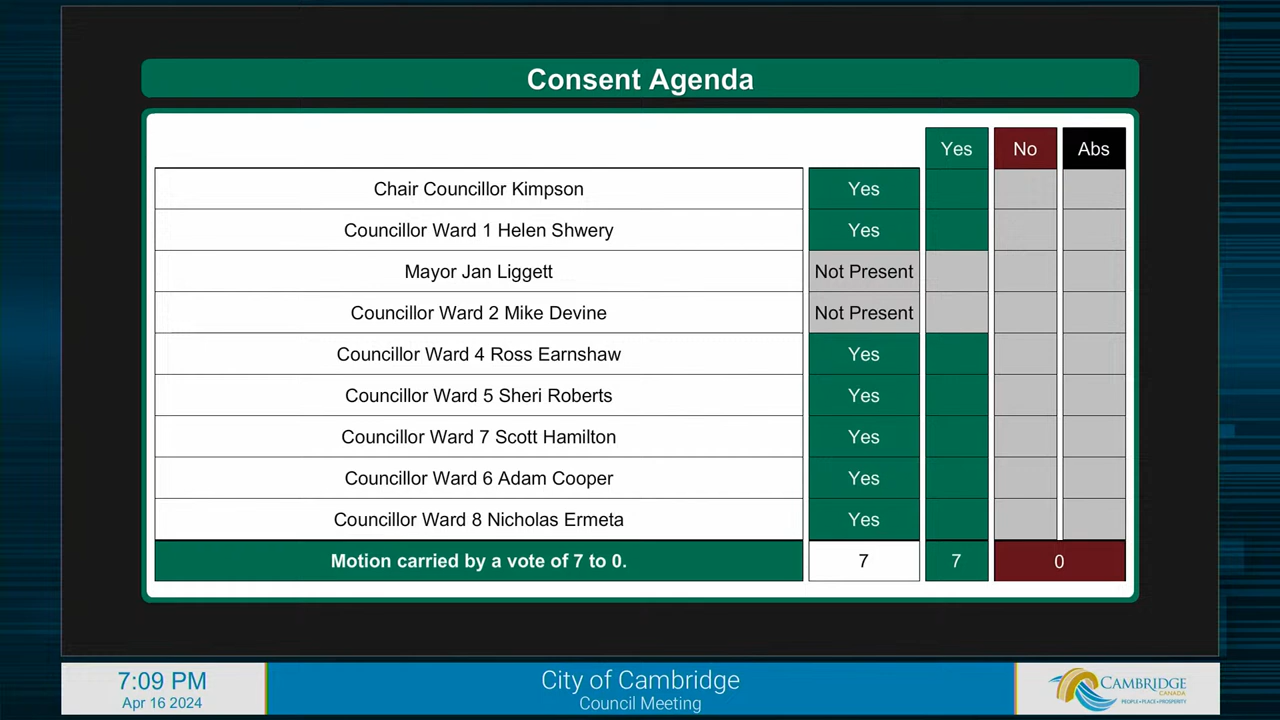 Consent Agenda
Yes No Abs
Chair Councillor Kimpson Yes
Councillor Ward 1 Helen Shwery Yes
Mayor Jan Liggett Not Present
Councillor Ward 2 Mike Devine Not Present
Councillor Ward 4 Ross Earnshaw Yes
Councillor Ward 5 Sheri Roberts Yes
Councillor Ward 7 Scott Hamilton Yes
Councillor Ward 6 Adam Cooper Yes
Councillor Ward 8 Nicholas Ermeta Yes
Motion carried by a vote of 7 to 0. 7 7 0
7:09 PM
Apr 16 2024
City of Cambridge
Council Meeting
CAMBRIDGE
CANADA
PEOPLE • PLACE • PROSPERITY